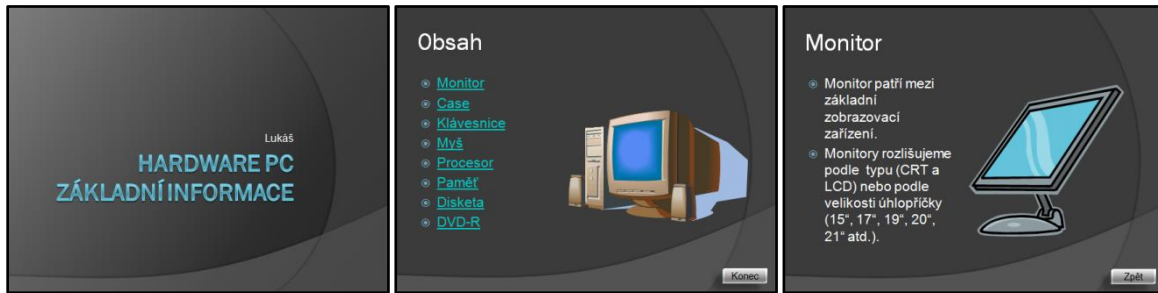 Lukáš
HARDWARE PC
ZÁKLADNÍ INFORMACE
Obsah
Monitor
Case
Klávesnice
Myš
Procesor
Paměť
Disketa
DVD-R
Konec
Monitor
Monitor patří mezi
základní
zobrazovací
zařízení.
Monitory rozlišujeme
podle typu (CRT a
LCD) nebo podle
velikosti úhlopříčky
(15“, 17“, 19“, 20“,
21“ atd.).
Zpět